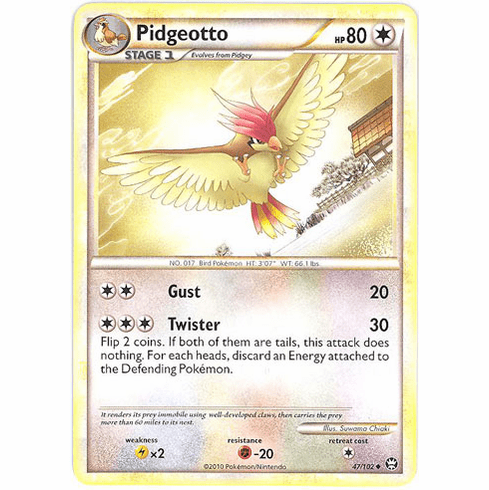 Pidgeotto HP 80
STAGE 1 Evolves from Pidgey
NO. 017 Bird Pokémon HT: 3'07" WT: 66.1 lbs
Gust 20
Twister 30
Flip 2 coins. If both of them are tails, this attack does
nothing. For each heads, discard an Energy attached to
the Defending Pokémon.
It renders its prey immobile using well-developed claws, then carries the prey
more than 60 miles to its nest.
Illus. Suwama Chiaki
weakness resistance retreat cost
×2 -20
©2010 Pokémon/Nintendo 47/102